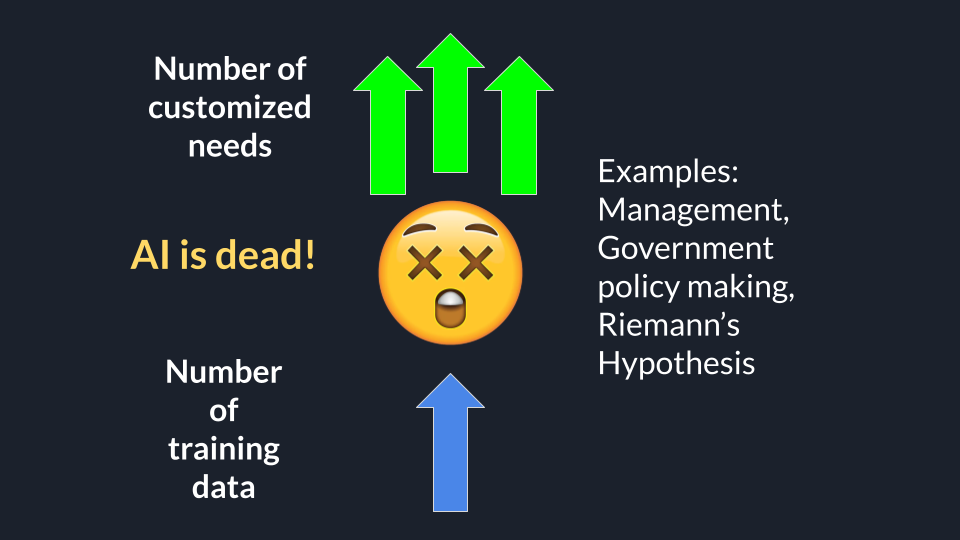 Number of
customized
needs
AI is dead!
Number
of
training
data
Examples:
Management,
Government
policy making,
Riemann’s
Hypothesis